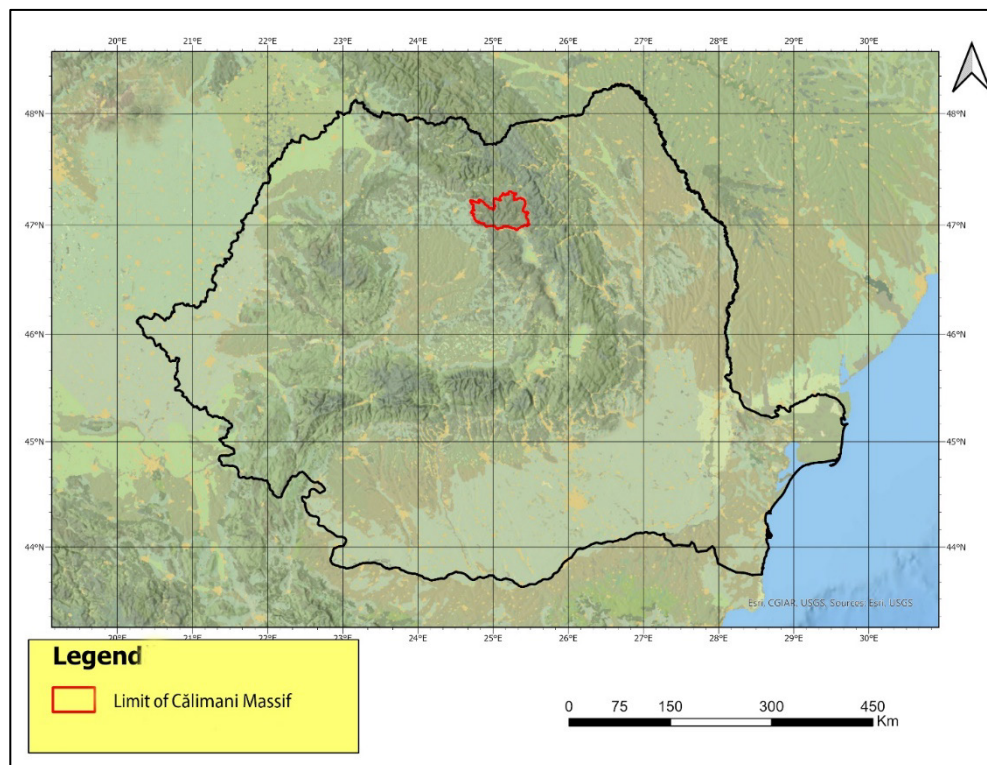 20°E 21°E 22°E 23°E 24°E 25°E 26°E 27°E 28°E 29°E 30°E
48°N 48°N
47°N 47°N
46°N 46°N
45°N 45°N
44°N 44°N
Esri, CGIAR, USGS, Sources: Esri, USGS
20°E 21°E 22°E 23°E 24°E 25°E 26°E 27°E 28°E 29°E 30°E
Legend
Limit of Călimani Massif
0 75 150 300 450
Km